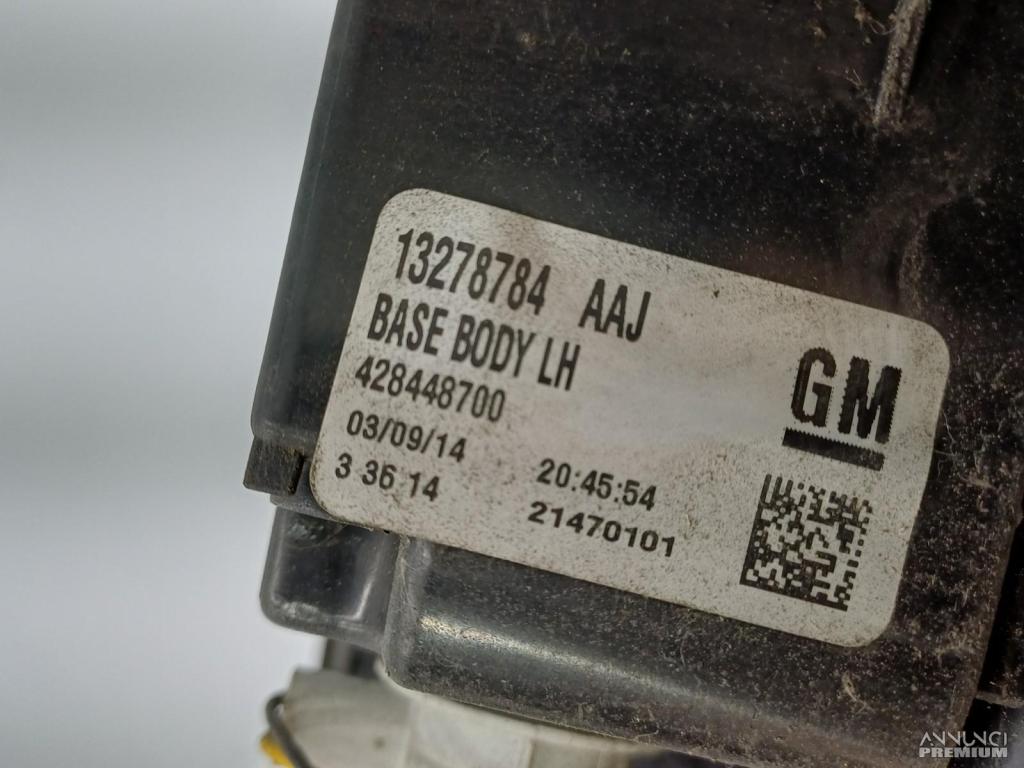 13278784 AAJ
BASE BODY LH
428448700
03/09/14 20:45:54
3 36 14 21470101
GM
ANNUNCI
PREMIUM